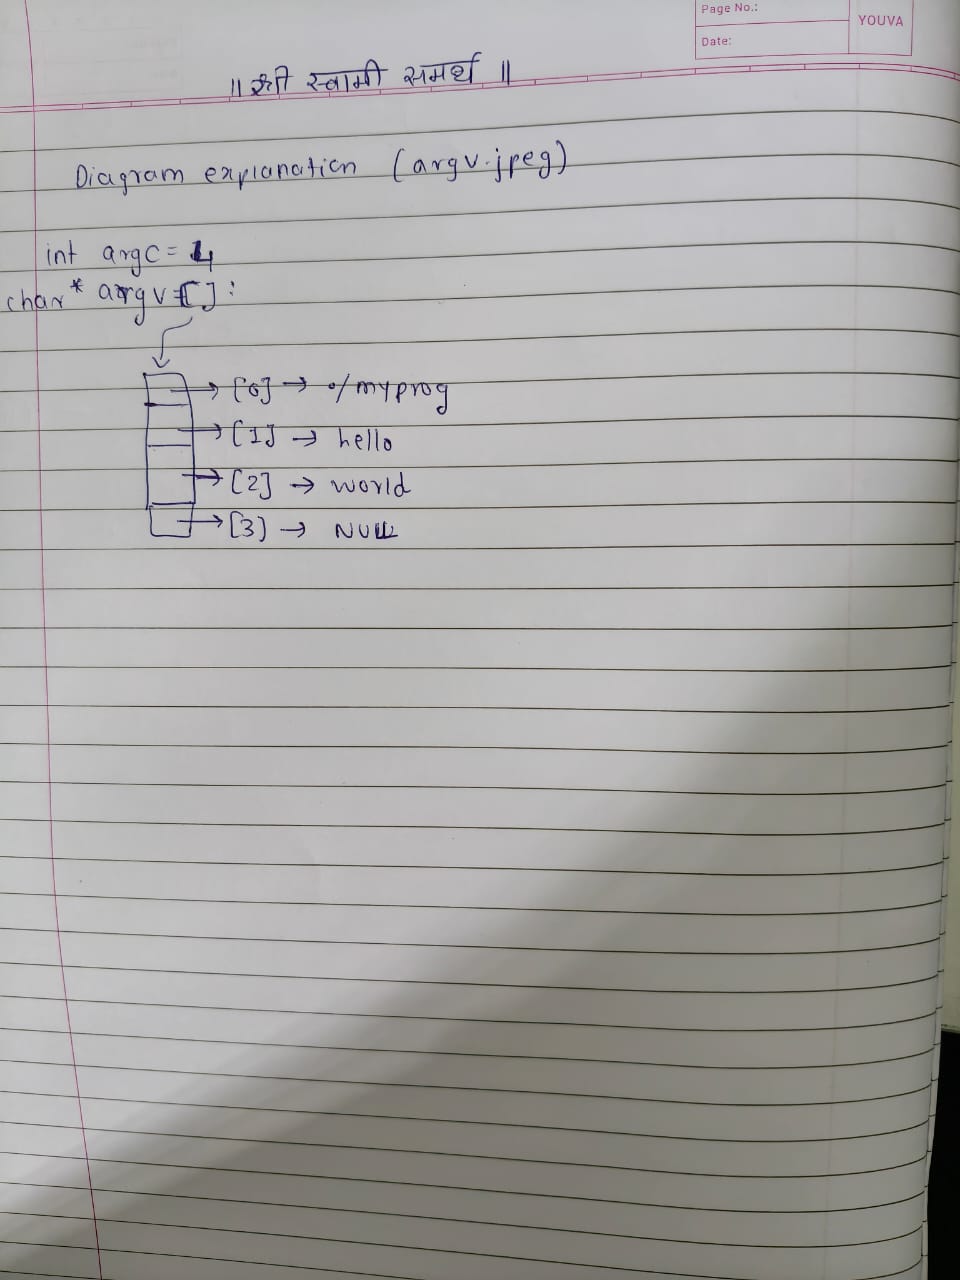 Page No.:
YOUVA
Date:
॥ श्री स्वामी समर्थ ॥
Diagram explanation (argv.jpeg)
int argc = 4
char* argv[]:
→ [0] → ./myprog
→ [1] → hello
→ [2] → world
→ [3] → NULL